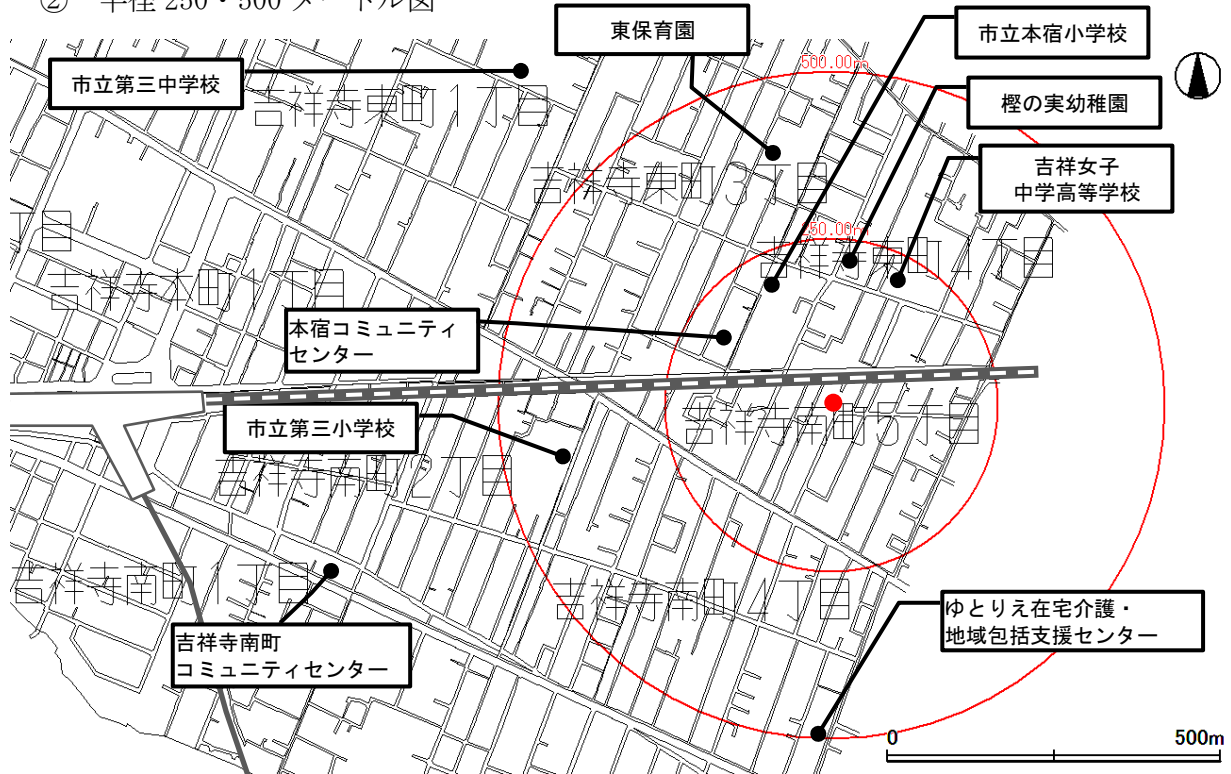 ② 半径 250・500 メートル図
東保育園
市立本宿小学校
市立第三中学校
500.00m
樫の実幼稚園
吉祥寺東町1丁目
吉祥女子
中学高等学校
吉祥寺東町3丁目
250.00m
丁目
吉祥寺東町4丁目
吉祥寺本町1丁目
本宿コミュニティ
センター
市立第三小学校
吉祥寺南町5丁目
吉祥寺南町2丁目
吉祥寺南町1丁目
吉祥寺南町4丁目
ゆとりえ在宅介護・
地域包括支援センター
吉祥寺南町
コミュニティセンター
0 500m